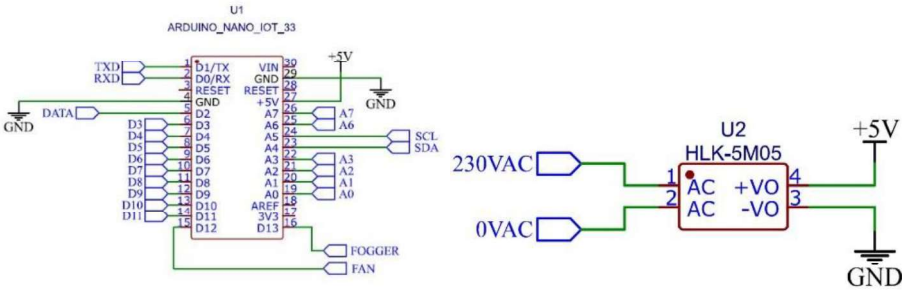 U1
ARDUINO_NANO_IOT_33
TXD 1 D1/TX VIN 30 +5V
RXD 2 D0/RX GND 29
3 RESET RESET 28
4 GND +5V 27 GND
GND
DATA 5 D2 A7 26 A7
D3 6 D3 A6 25 A6
D4 7 D4 A5 24 SCL
D5 8 D5 A4 23 SDA
D6 9 D6 A3 22 A3
D7 10 D7 A2 21 A2
D8 11 D8 A1 20 A1
D9 12 D9 A0 19 A0
D10 13 D10 AREF 18
D11 14 D11 3V3 17
15 D12 D13 16
FOGGER
FAN
U2
HLK-5M05
+5V
230VAC 1 AC +VO 4
2 AC -VO 3
0VAC
GND